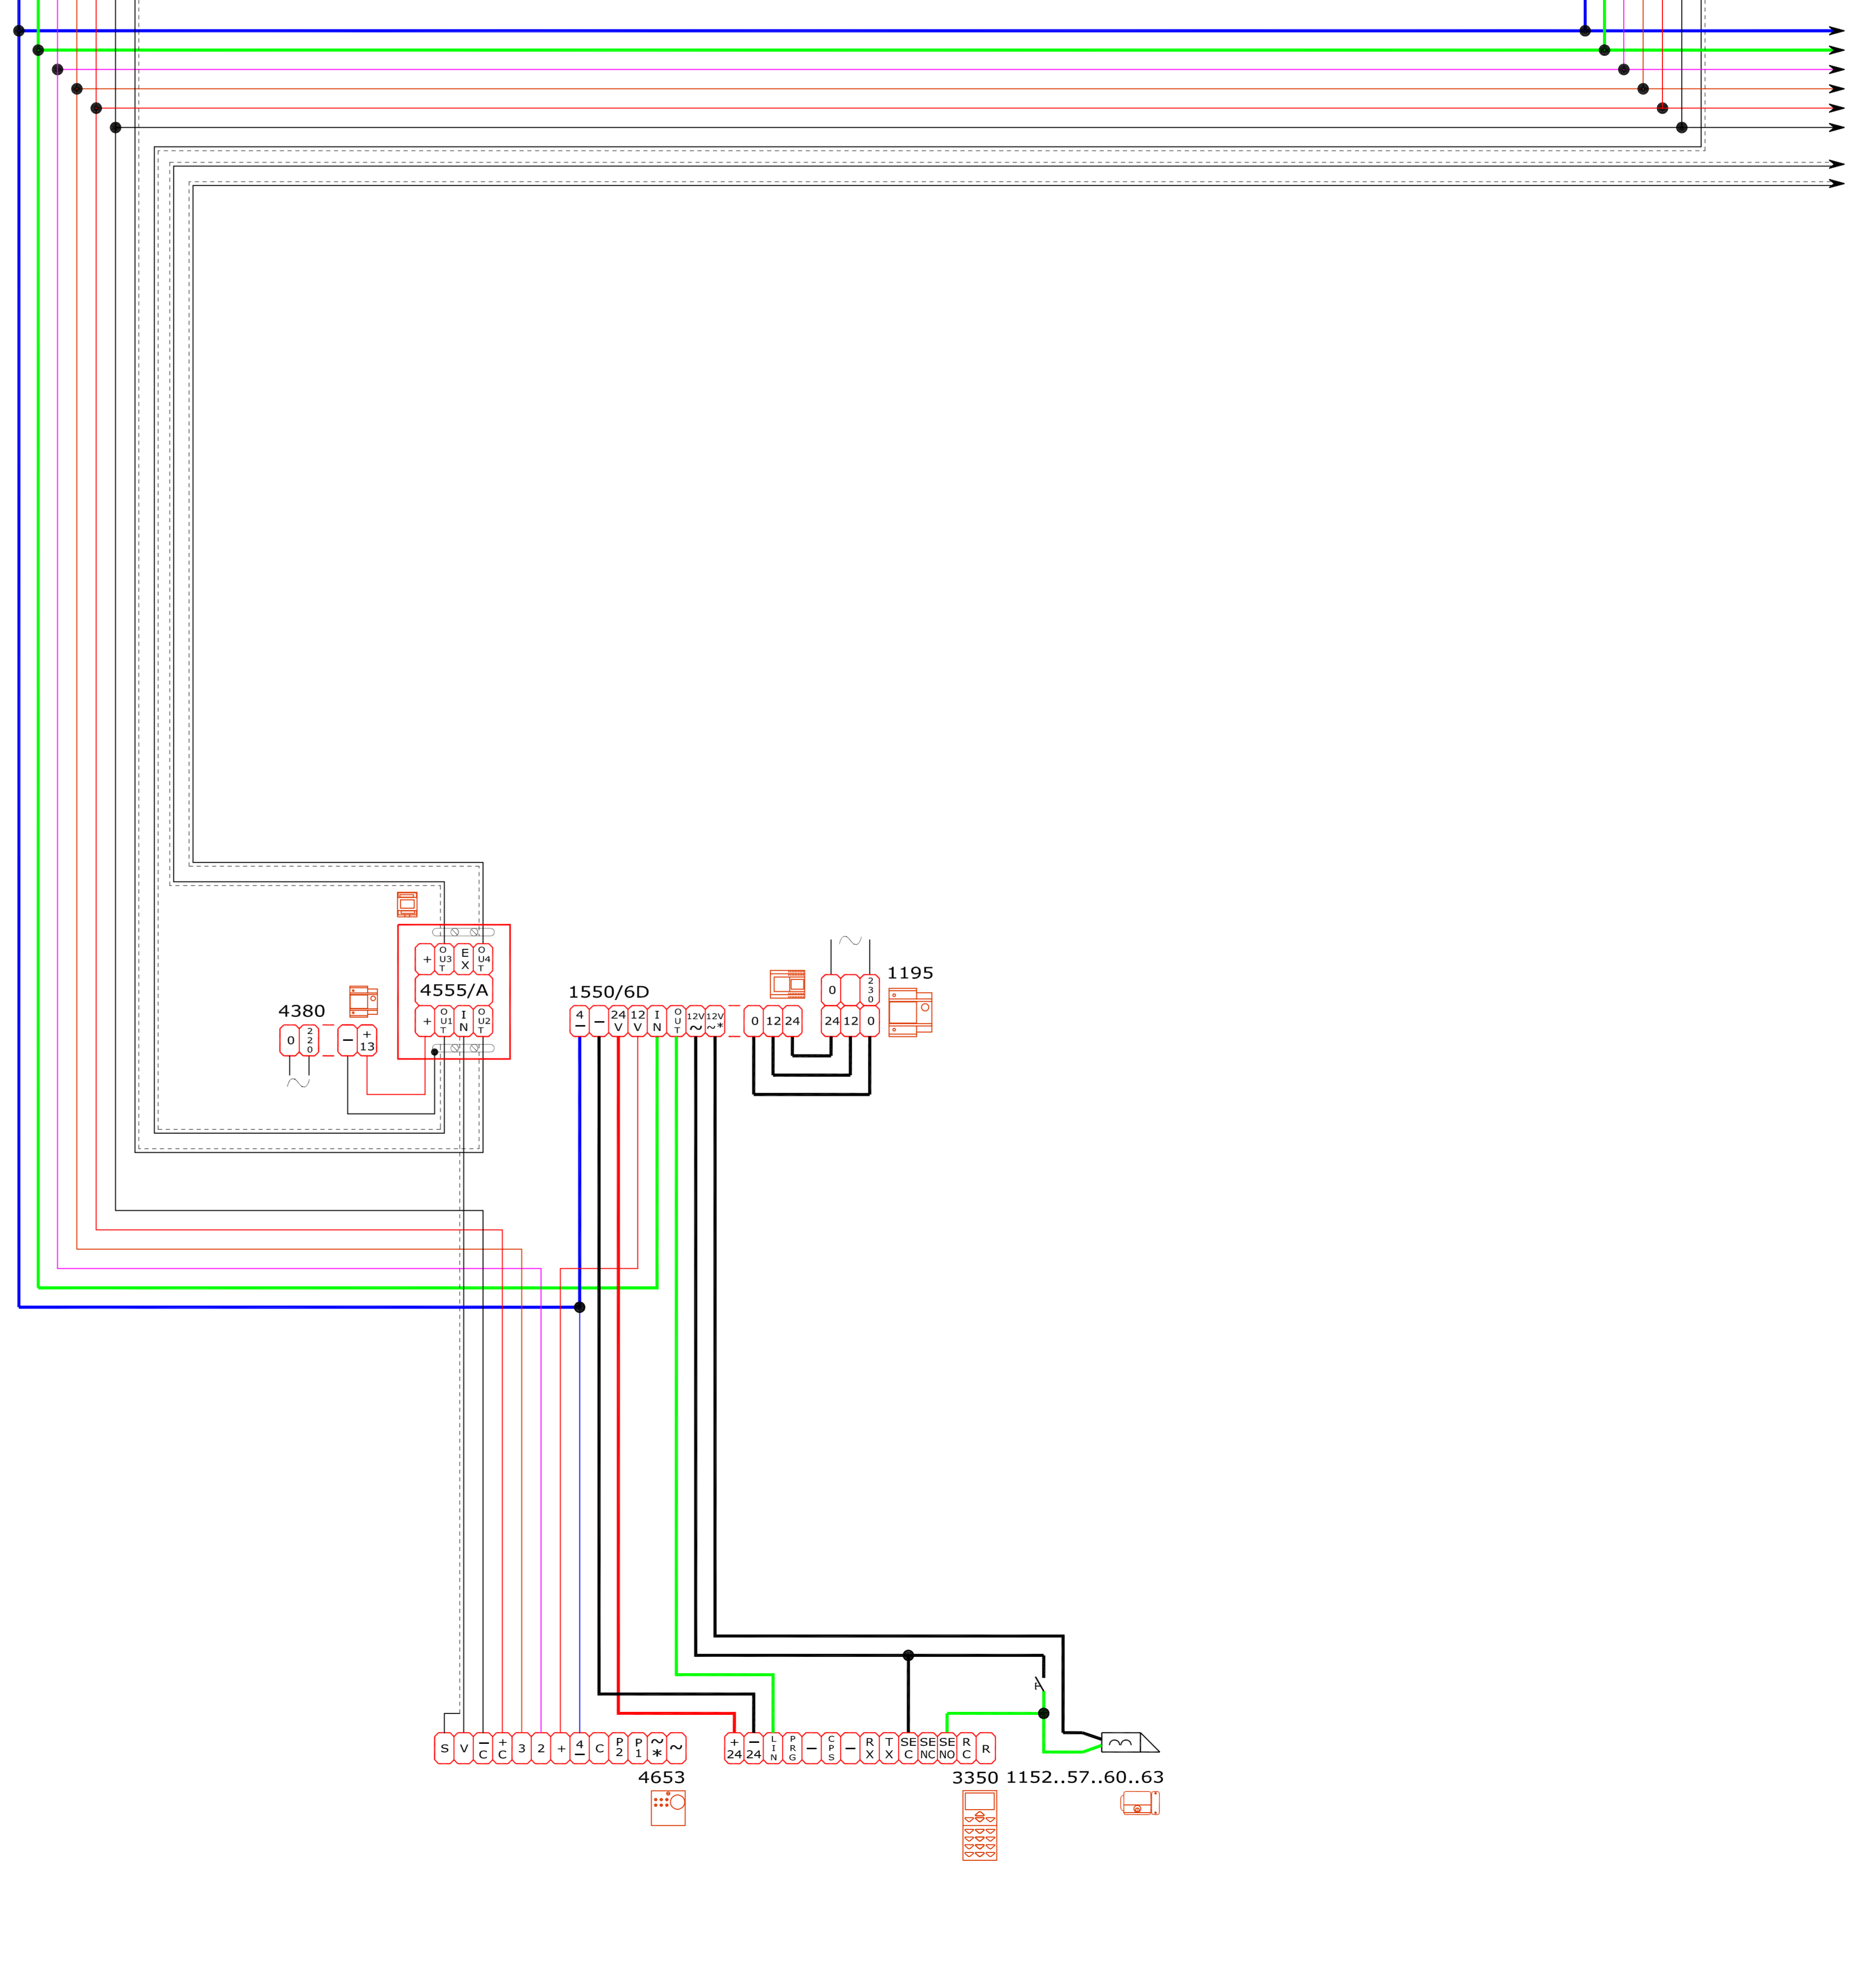 + OUT3 EX OUT4
4555/A
+ OUT1 IN OUT2
4380
0 220 − +13
1550/6D
4− − 24V 12V IN OUT 12V~ 12V~*
0 12 24
1195
0 230
24 12 0
S V −C +C 3 2 + 4− C P2 P1 ~* ~
4653
+24 −24 LIN PRG − CPS − RX TX SEC SENC SENO RC R
3350
1152..57..60..63